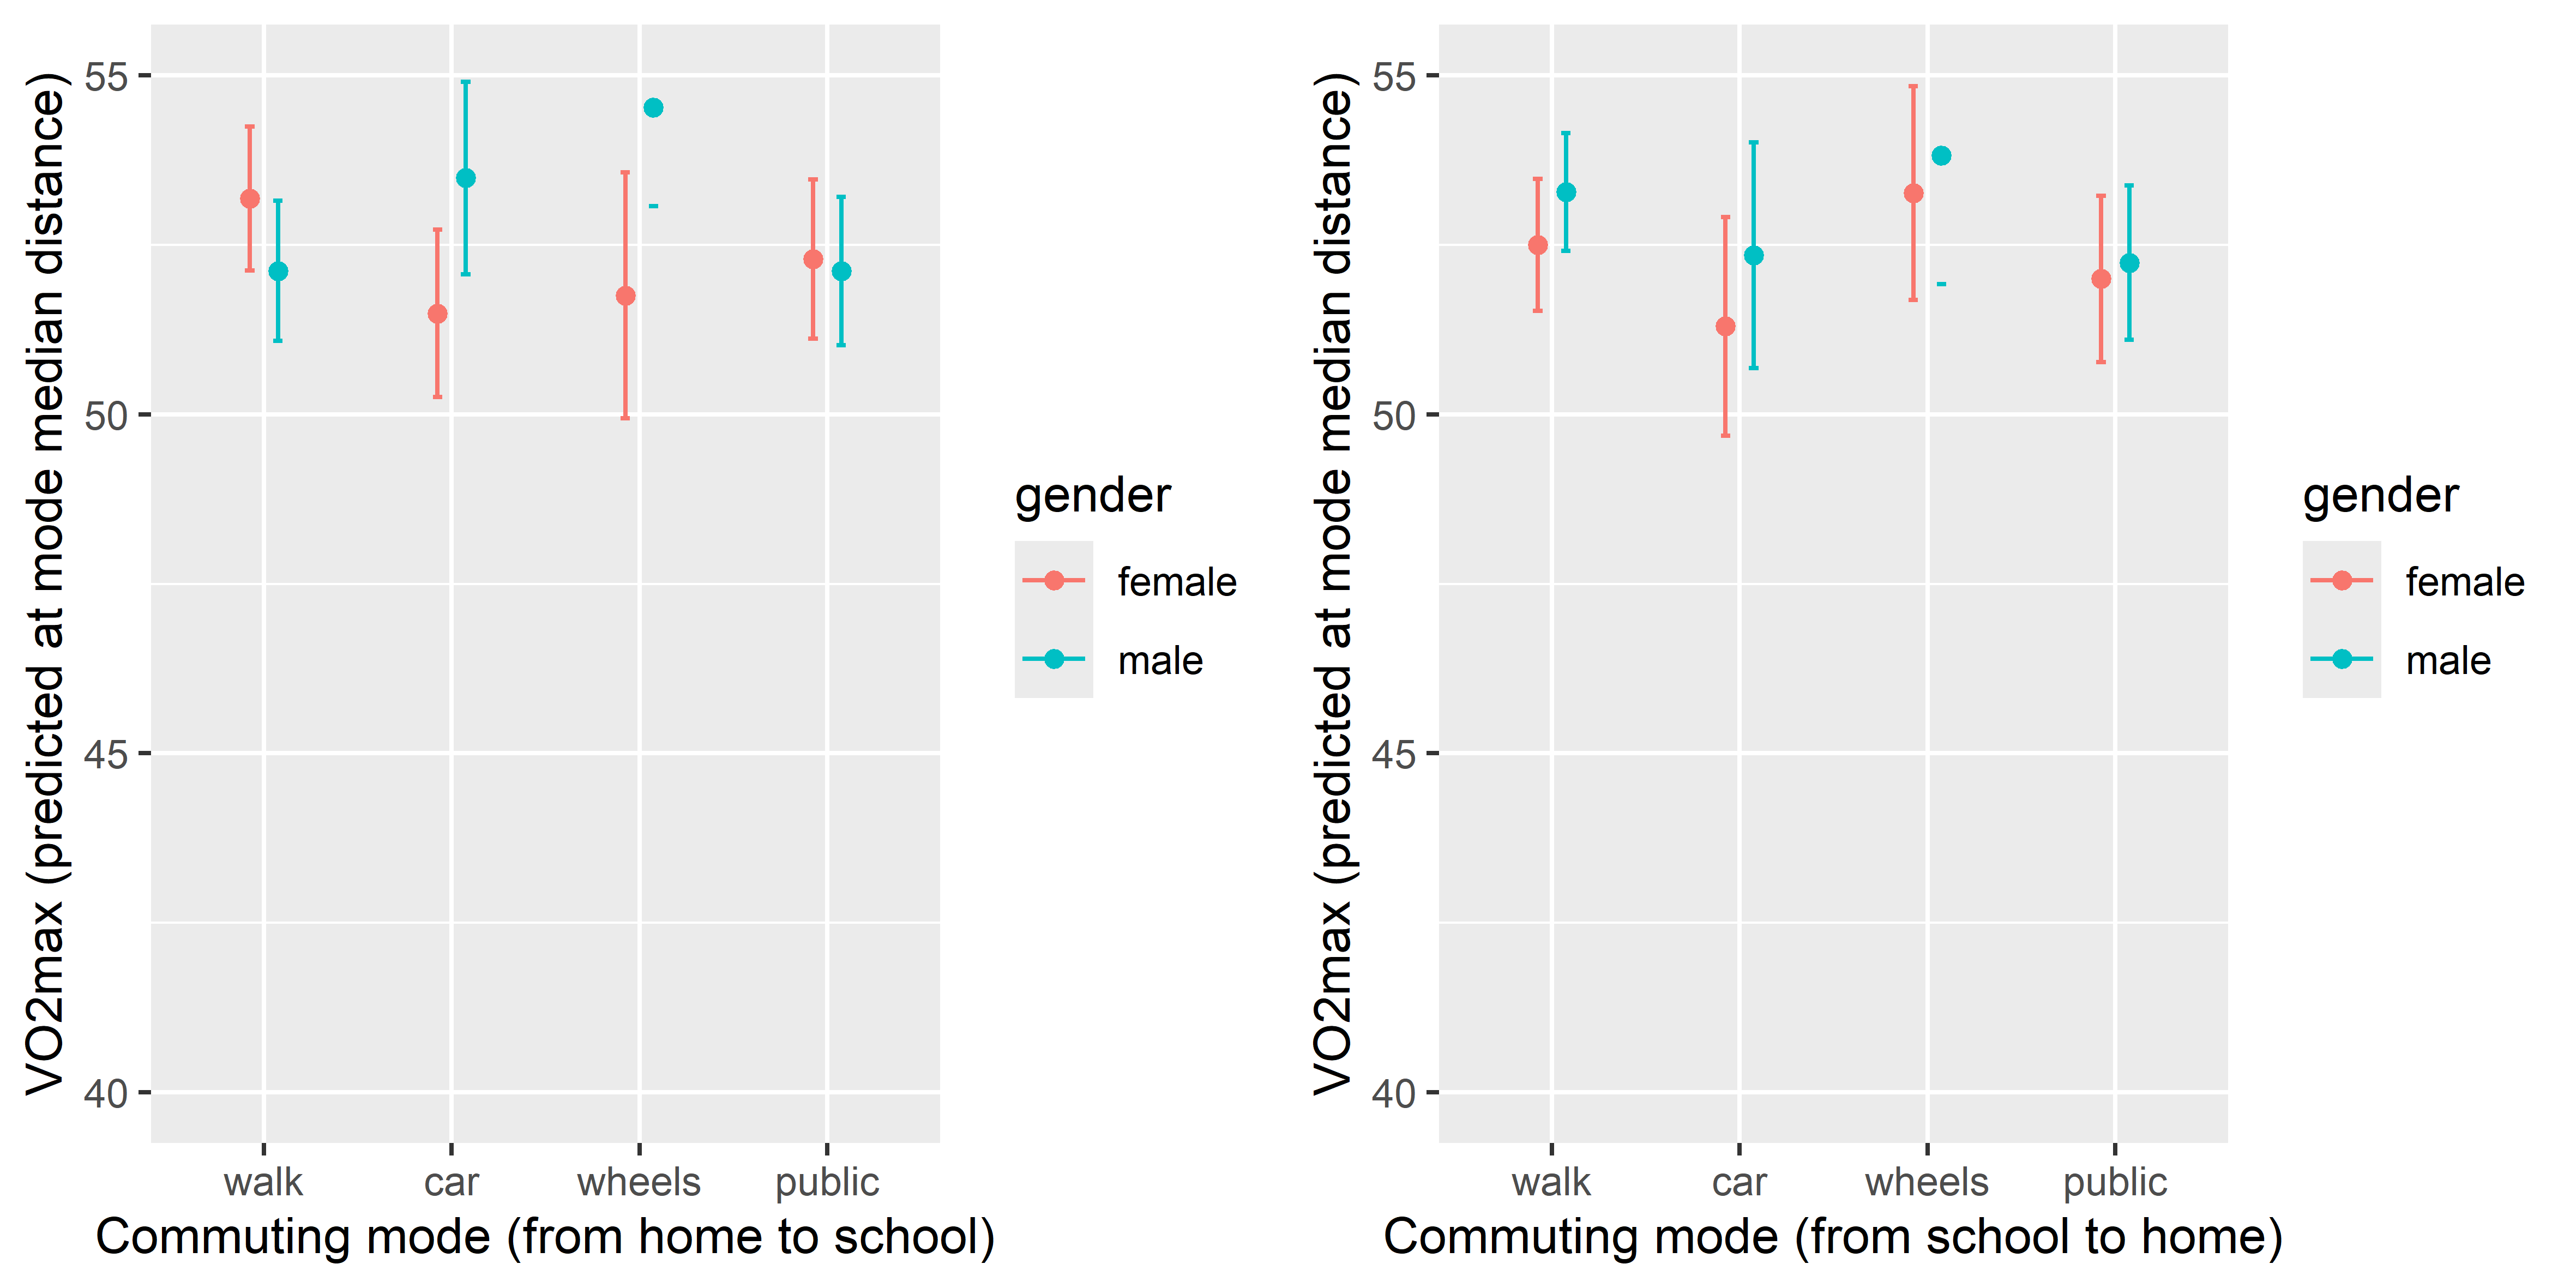 VO2max (predicted at mode median distance)
55
50
45
40
walk car wheels public
Commuting mode (from home to school)
gender
female
male
VO2max (predicted at mode median distance)
55
50
45
40
walk car wheels public
Commuting mode (from school to home)
gender
female
male